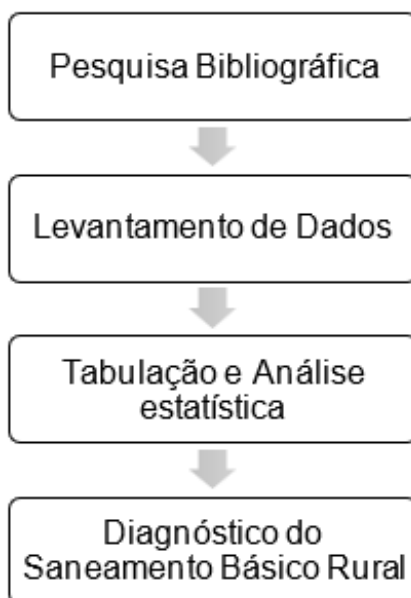 Pesquisa Bibliográfica
Levantamento de Dados
Tabulação e Análise
estatística
Diagnóstico do
Saneamento Básico Rural